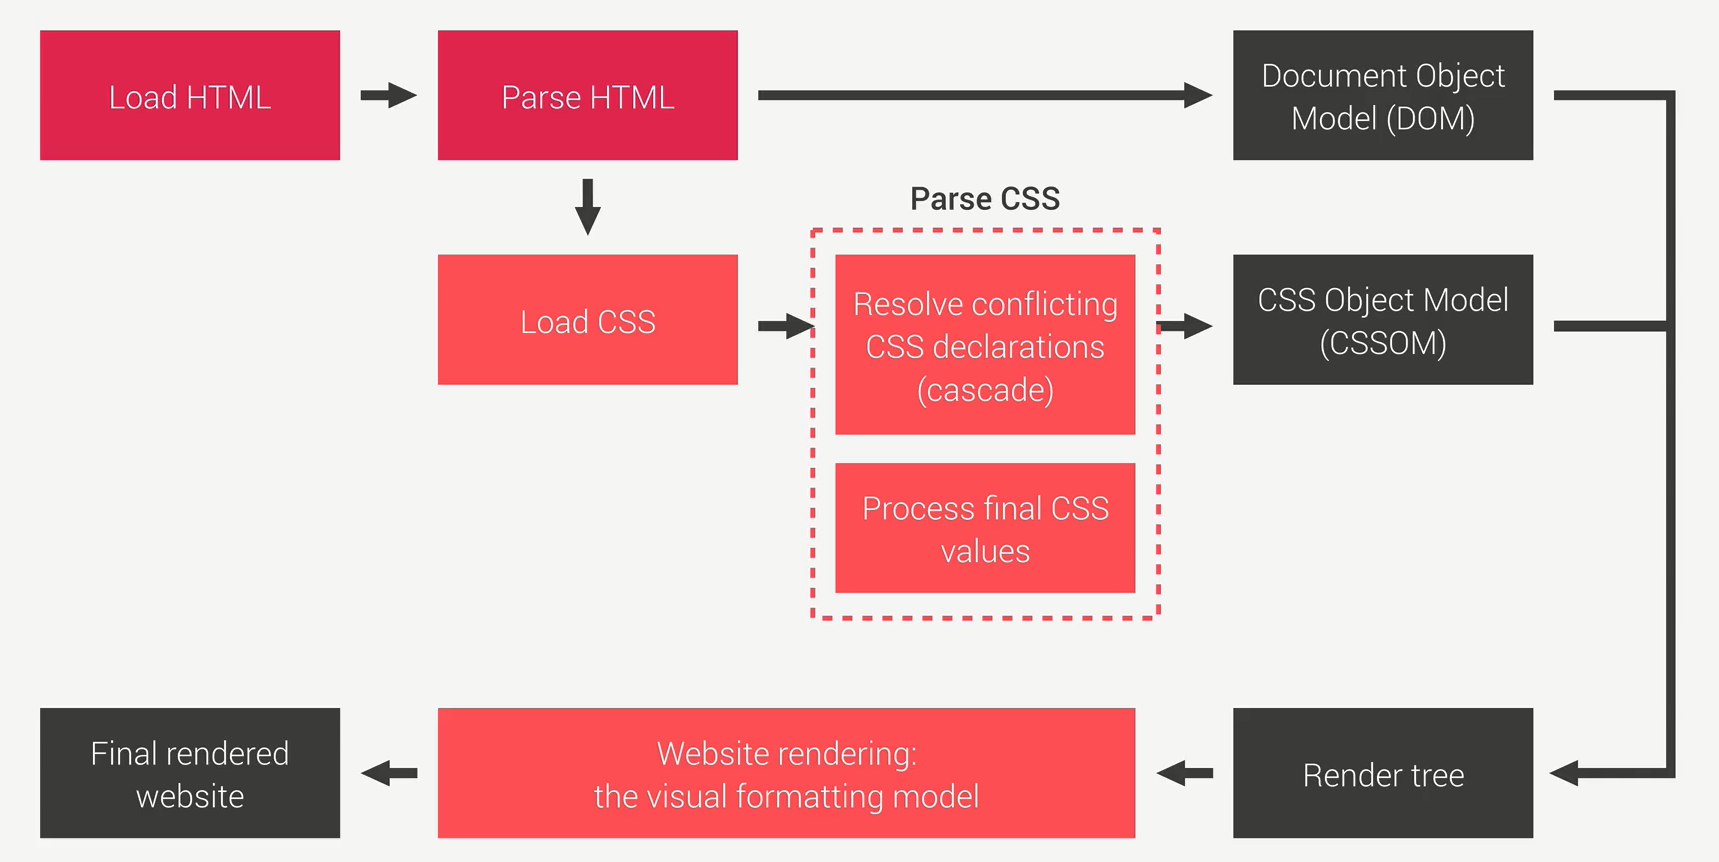 Load HTML
Parse HTML
Document Object
Model (DOM)
Parse CSS
Load CSS
Resolve conflicting
CSS declarations
(cascade)
CSS Object Model
(CSSOM)
Process final CSS
values
Final rendered
website
Website rendering:
the visual formatting model
Render tree